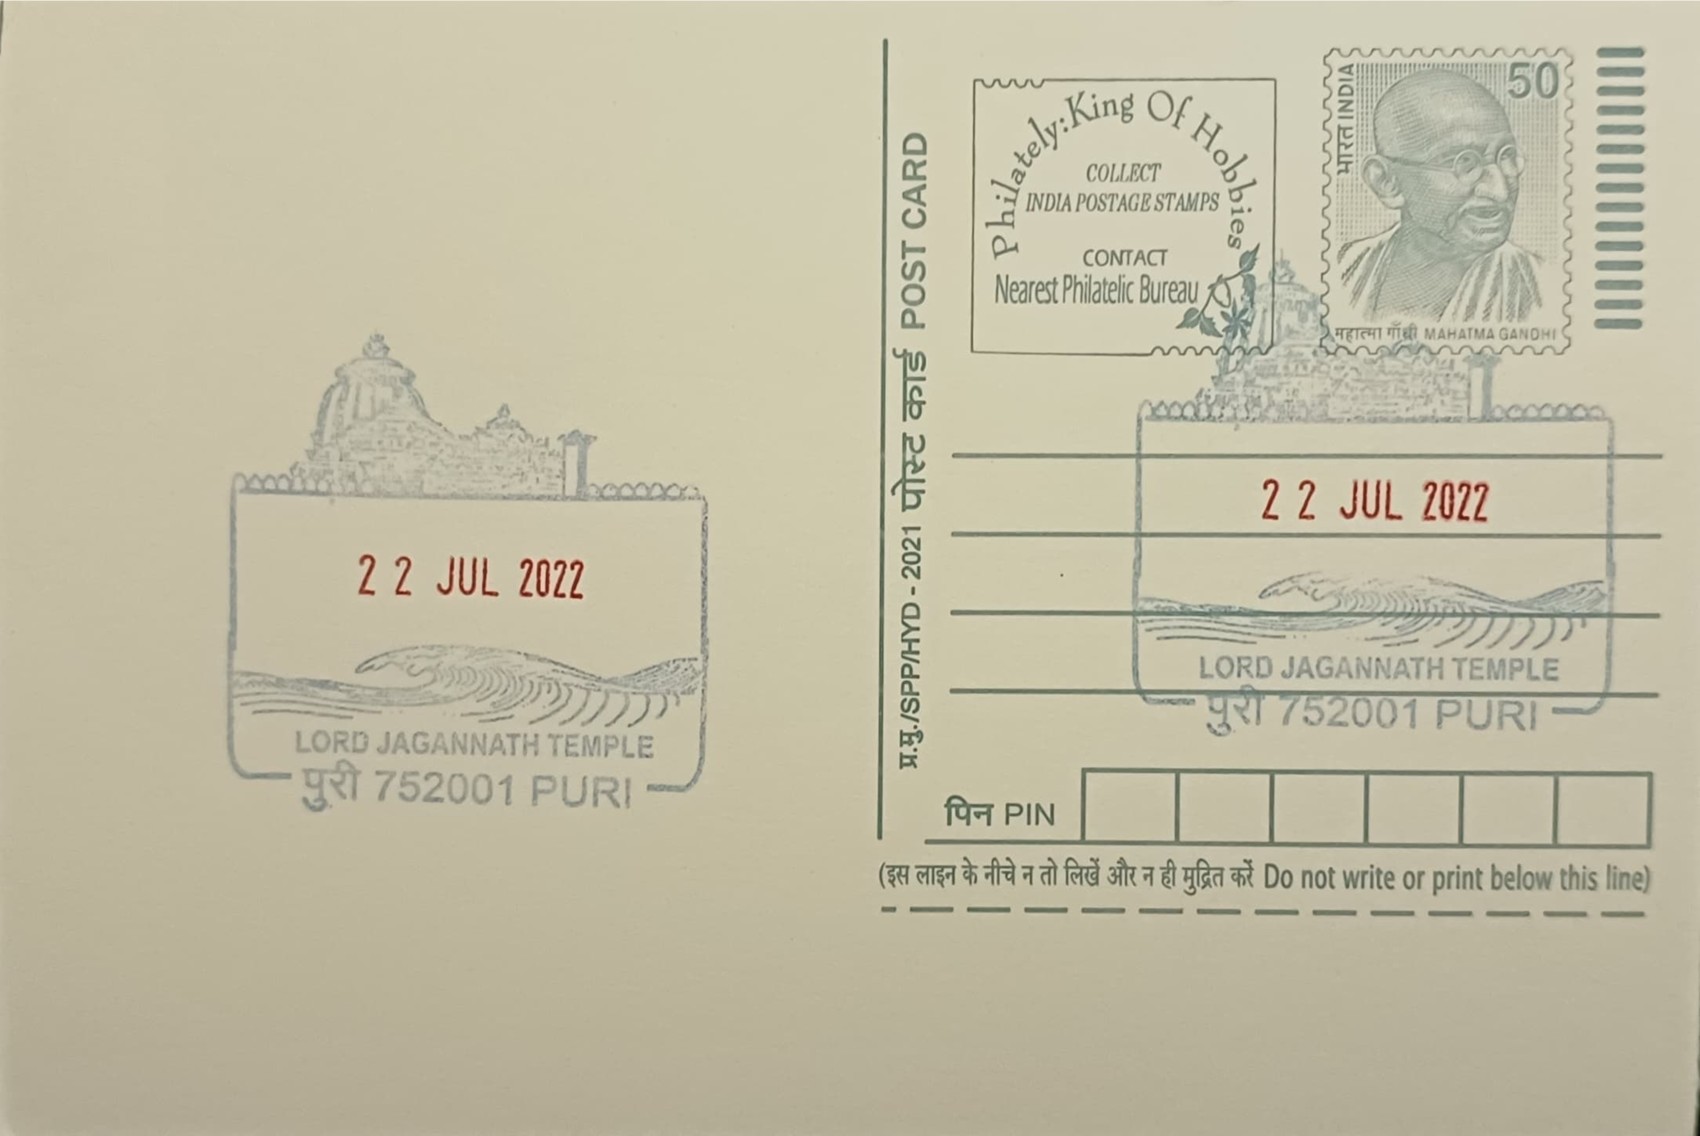 22 JUL 2022
LORD JAGANNATH TEMPLE
पुरी 752001 PURI
प्र.मु./SPP/HYD - 2021 पोस्ट कार्ड POST CARD
Philately:King Of Hobbies
COLLECT
INDIA POSTAGE STAMPS
CONTACT
Nearest Philatelic Bureau
भारत INDIA
50
महात्मा गाँधी MAHATMA GANDHI
22 JUL 2022
LORD JAGANNATH TEMPLE
पुरी 752001 PURI
पिन PIN
(इस लाइन के नीचे न तो लिखें और न ही मुद्रित करें Do not write or print below this line)